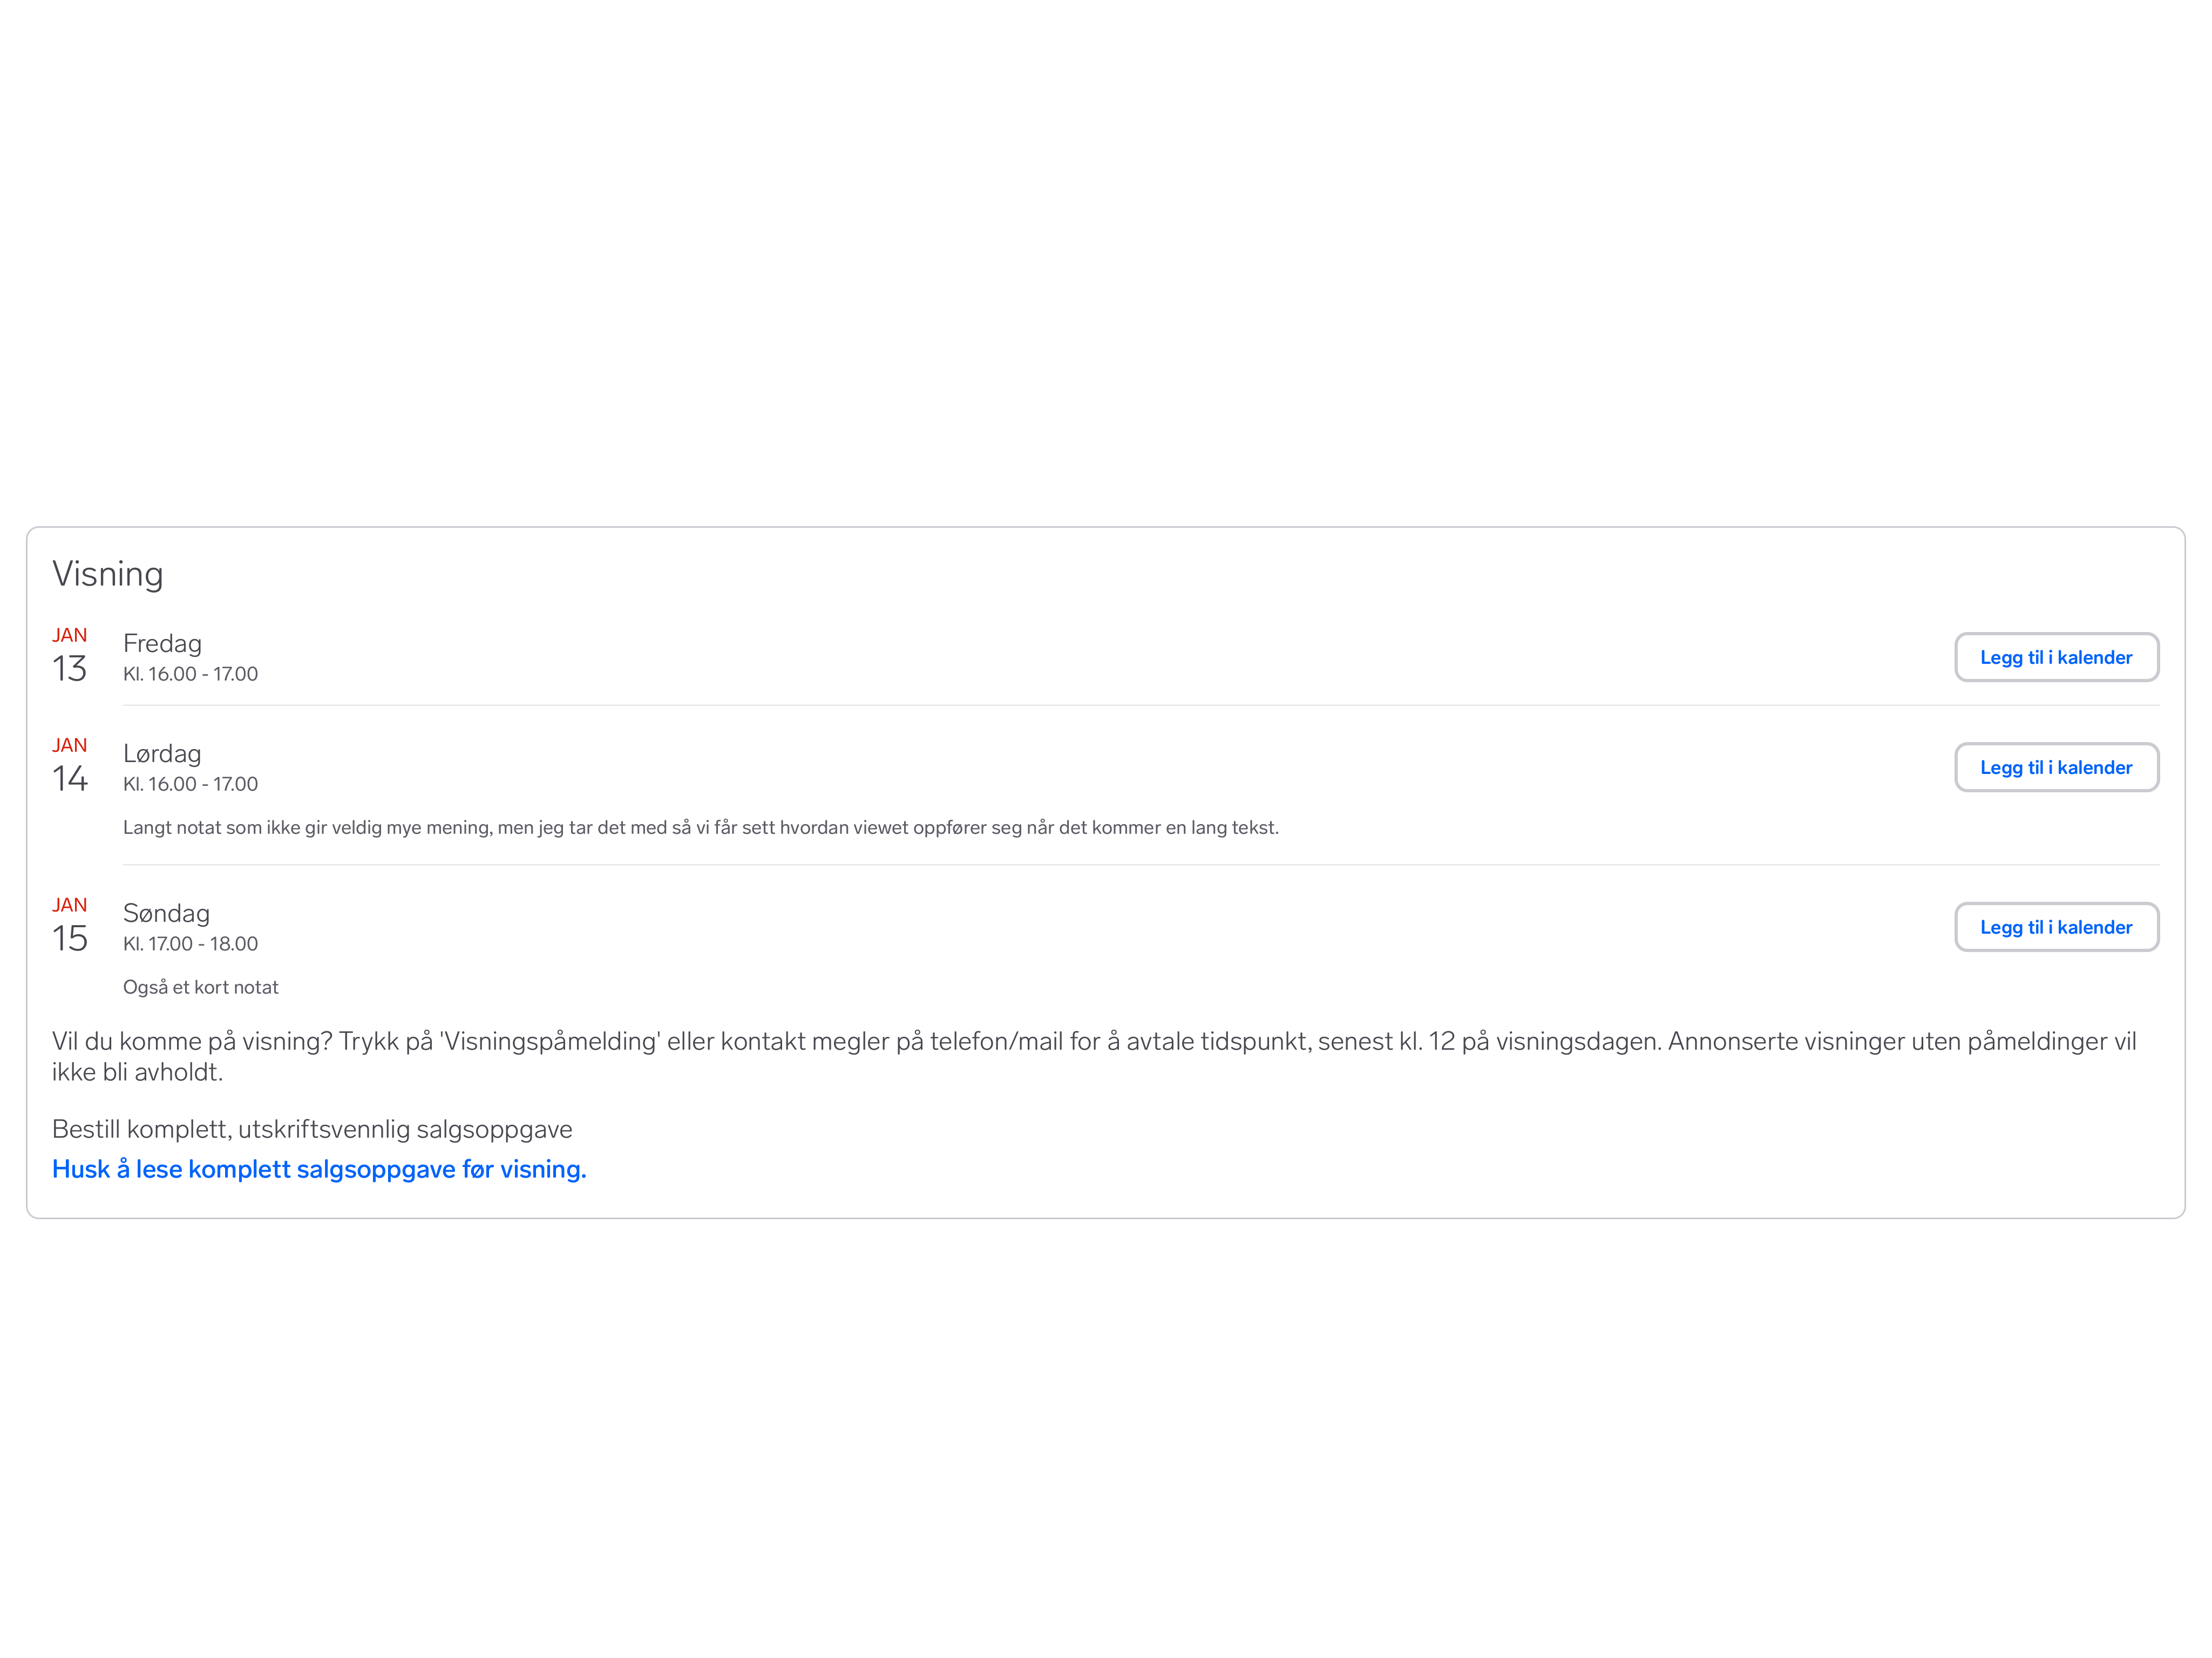 Visning
JAN
13
Fredag
Kl. 16.00 - 17.00
Legg til i kalender
JAN
14
Lørdag
Kl. 16.00 - 17.00
Legg til i kalender
Langt notat som ikke gir veldig mye mening, men jeg tar det med så vi får sett hvordan viewet oppfører seg når det kommer en lang tekst.
JAN
15
Søndag
Kl. 17.00 - 18.00
Legg til i kalender
Også et kort notat
Vil du komme på visning? Trykk på 'Visningspåmelding' eller kontakt megler på telefon/mail for å avtale tidspunkt, senest kl. 12 på visningsdagen. Annonserte visninger uten påmeldinger vil
ikke bli avholdt.
Bestill komplett, utskriftsvennlig salgsoppgave
Husk å lese komplett salgsoppgave før visning.